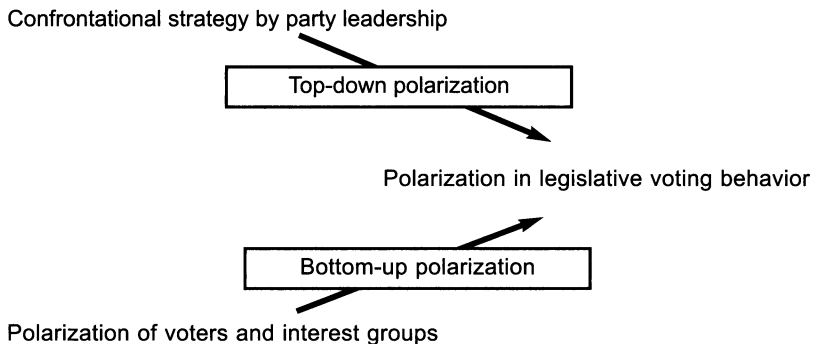 Confrontational strategy by party leadership
Top-down polarization
Polarization in legislative voting behavior
Bottom-up polarization
Polarization of voters and interest groups